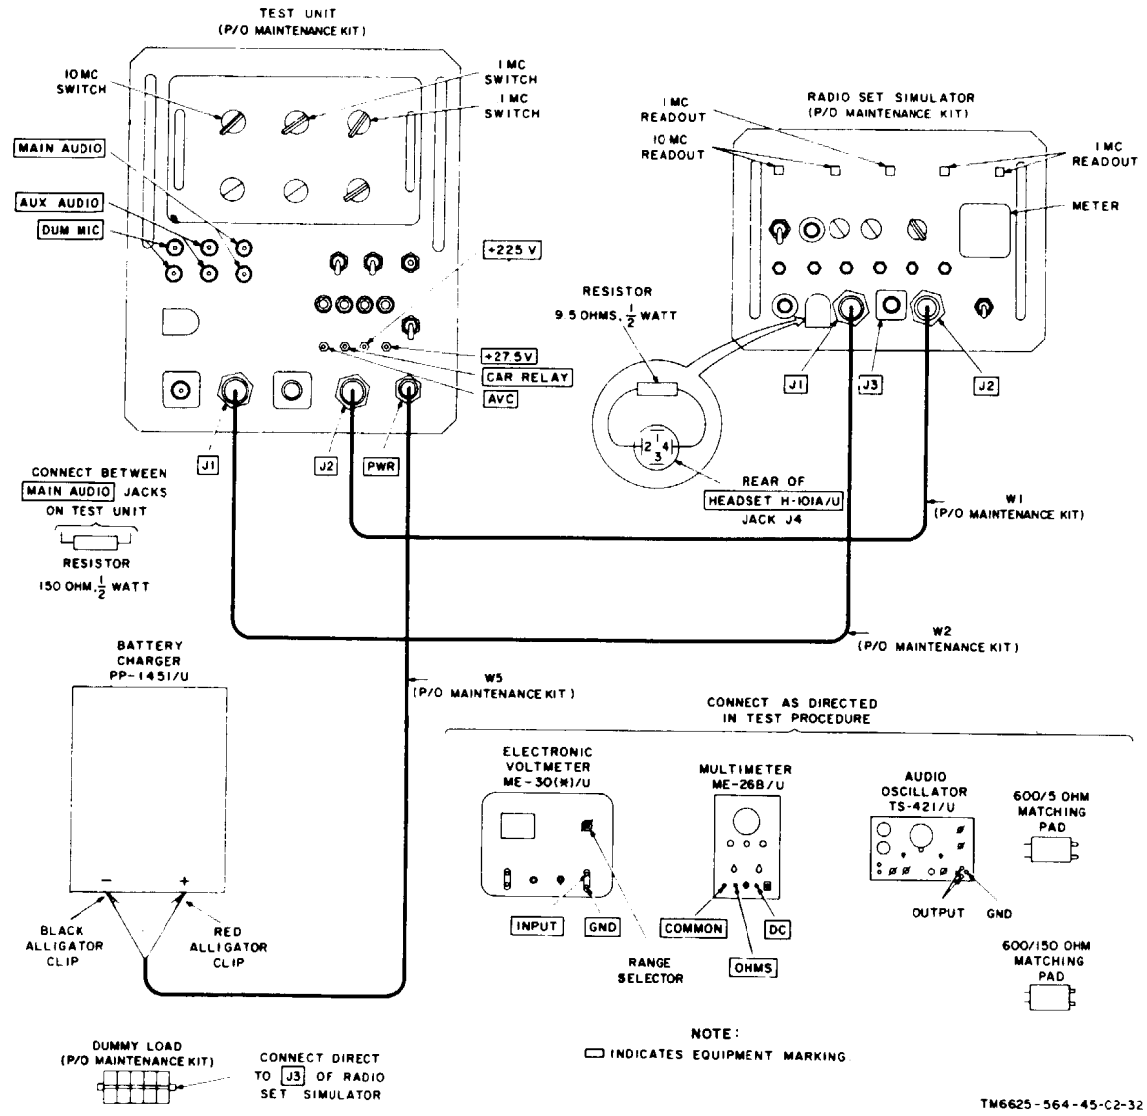 TEST UNIT
(P/O MAINTENANCE KIT)
10 MC
SWITCH
1 MC
SWITCH
1 MC
SWITCH
MAIN AUDIO
AUX AUDIO
DUM MIC
+225 V
+27.5 V
CAR RELAY
AVC
J1
J2
PWR
RADIO SET SIMULATOR
(P/O MAINTENANCE KIT)
1 MC
READOUT
10 MC
READOUT
1 MC
READOUT
METER
RESISTOR
9.5 OHMS, 1/2 WATT
J1
J3
J2
1
2 4
3
REAR OF
HEADSET H-101A/U
JACK J4
CONNECT BETWEEN
MAIN AUDIO JACKS
ON TEST UNIT
RESISTOR
150 OHM, 1/2 WATT
W1
(P/O MAINTENANCE KIT)
W2
(P/O MAINTENANCE KIT)
W5
(P/O MAINTENANCE KIT)
BATTERY
CHARGER
PP-1451/U
- +
BLACK
ALLIGATOR
CLIP
RED
ALLIGATOR
CLIP
CONNECT AS DIRECTED
IN TEST PROCEDURE
ELECTRONIC
VOLTMETER
ME-30(*)/U
INPUT
GND
RANGE
SELECTOR
MULTIMETER
ME-26B/U
COMMON
OHMS
DC
AUDIO
OSCILLATOR
TS-421/U
OUTPUT
GND
600/5 OHM
MATCHING
PAD
600/150 OHM
MATCHING
PAD
DUMMY LOAD
(P/O MAINTENANCE KIT)
CONNECT DIRECT
TO J3 OF RADIO
SET SIMULATOR
NOTE:
INDICATES EQUIPMENT MARKING
TM6625-564-45-C2-32